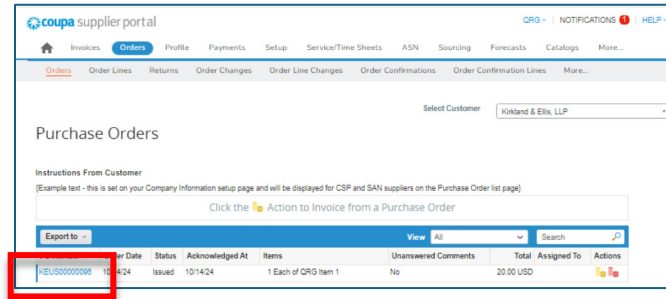 coupa supplier portal
QRG NOTIFICATIONS 1 HELP
Invoices Orders Profile Payments Setup Service/Time Sheets ASN Sourcing Forecasts Catalogs More...
Orders Order Lines Returns Order Changes Order Line Changes Order Confirmations Order Confirmation Lines More...
Select Customer Kirkland & Ellis, LLP
Purchase Orders
Instructions From Customer
{Example text - this is set on your Company Information setup page and will be displayed for CSP and SAN suppliers on the Purchase Order list page}
Click the Action to Invoice from a Purchase Order
Export to View All Search
Date Status Acknowledged At Items Unanswered Comments Total Assigned To Actions
KEUS00000096 Issued 10/14/24 1 Each of QRG Item 1 No 20.00 USD